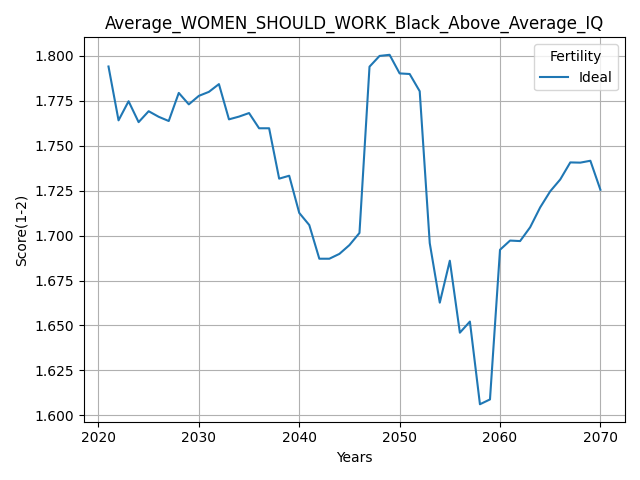 Average_WOMEN_SHOULD_WORK_Black_Above_Average_IQ
Fertility
Ideal
Score(1-2)
1.800
1.775
1.750
1.725
1.700
1.675
1.650
1.625
1.600
2020 2030 2040 2050 2060 2070
Years